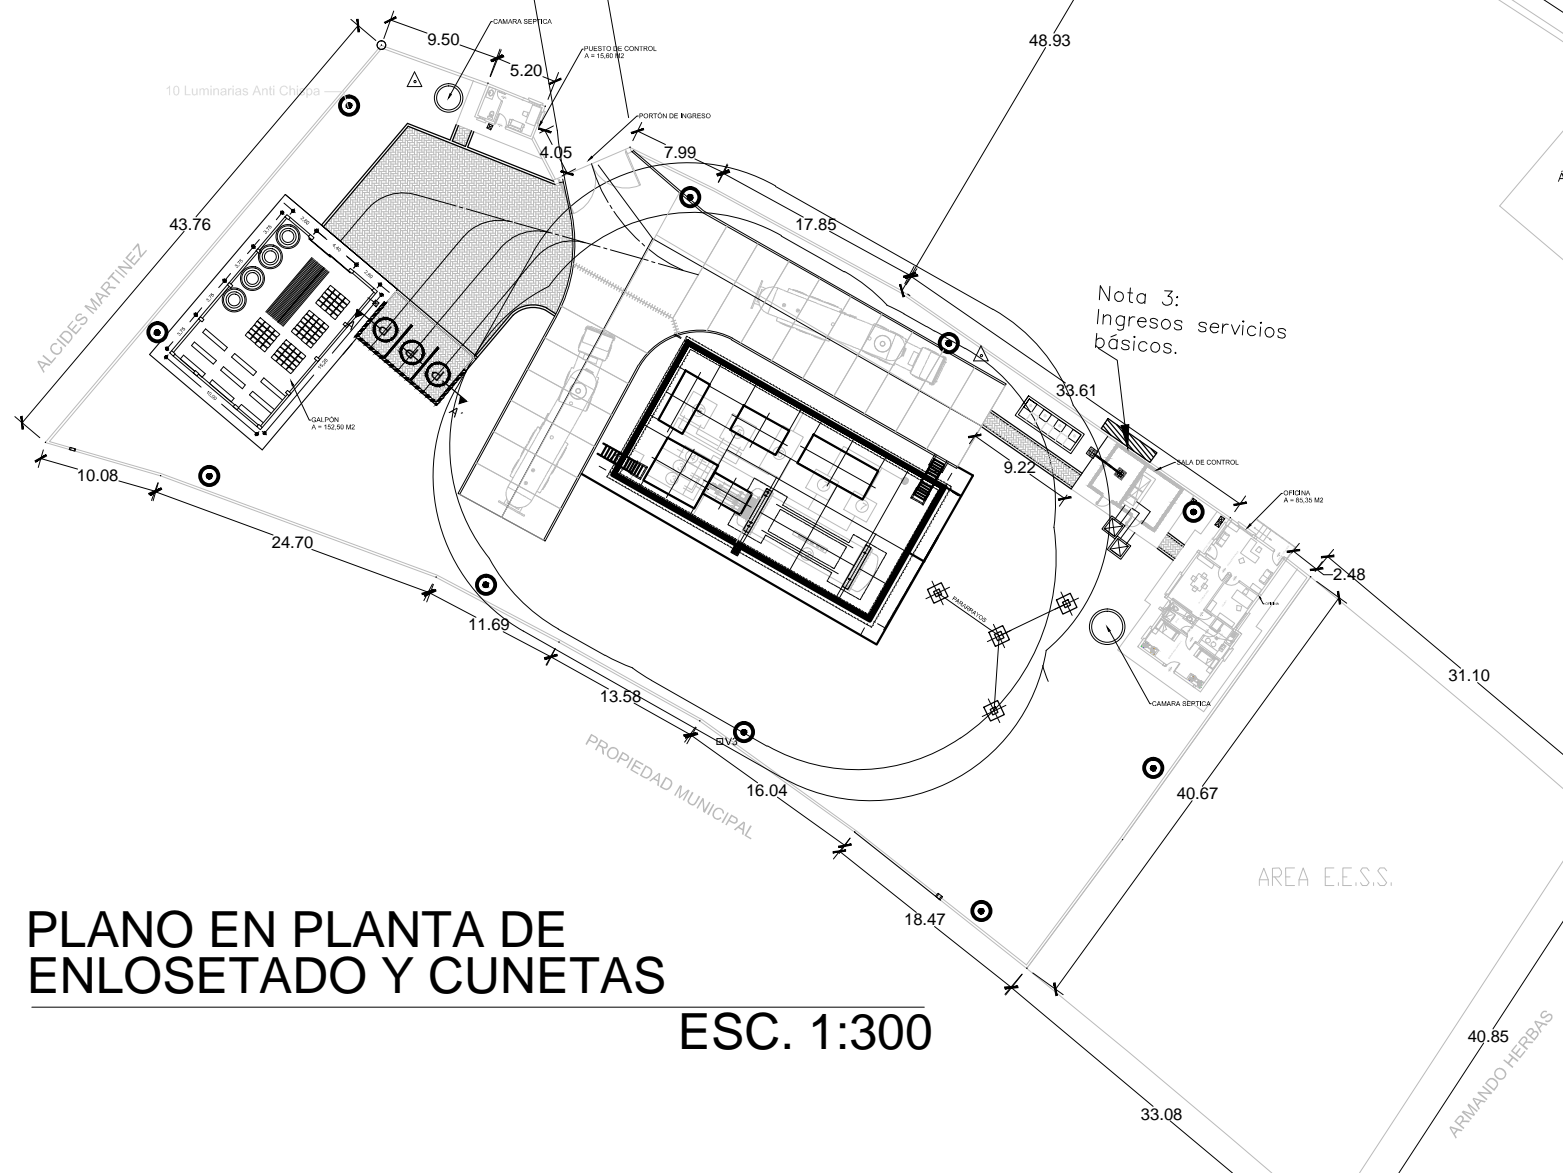 CAMARA SEPTICA
9.50
48.93
PUESTO DE CONTROL
A = 15,60 M2
5.20
10 Luminarias Anti Chispa
PORTÓN DE INGRESO
4.05
7.99
43.76
17.85
ALCIDES MARTINEZ
Nota 3:
Ingresos servicios
básicos.
33.61
GALPÓN
A = 152,50 M2
A'
9.22
SALA DE CONTROL
10.08
OFICINA
A = 85,35 M2
24.70
2.48
PARARRAYOS
11.69
31.10
13.58
CAMARA SEPTICA
V3
PROPIEDAD MUNICIPAL
16.04
40.67
AREA E.E.S.S.
18.47
PLANO EN PLANTA DE
ENLOSETADO Y CUNETAS
ESC. 1:300
40.85
ARMANDO HERBAS
33.08